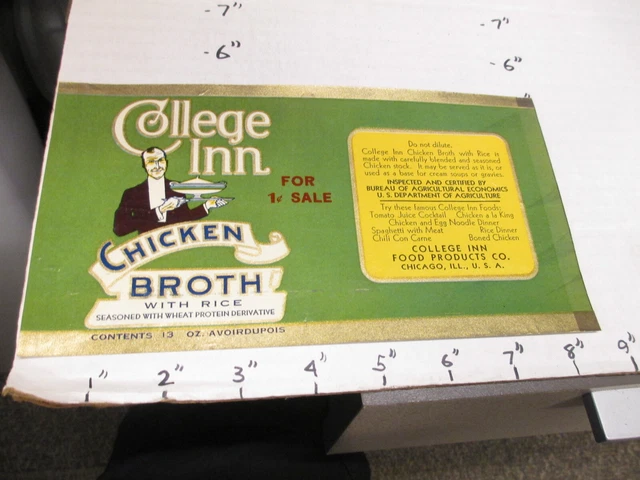 -7"
-7"
-6"
-6"
College
Inn
FOR
1¢ SALE
CHICKEN
BROTH
WITH RICE
SEASONED WITH WHEAT PROTEIN DERIVATIVE
CONTENTS 13 OZ. AVOIRDUPOIS
Do not dilute.
College Inn Chicken Broth with Rice is
made with carefully blended and seasoned
Chicken stock. It may be served as it is, or
used as a base for cream soups or gravies.
INSPECTED AND CERTIFIED BY
BUREAU OF AGRICULTURAL ECONOMICS
U. S. DEPARTMENT OF AGRICULTURE
Try these famous College Inn Foods:
Tomato Juice Cocktail Chicken a la King
Chicken and Egg Noodle Dinner
Spaghetti with Meat Rice Dinner
Chili Con Carne Boned Chicken
COLLEGE INN
FOOD PRODUCTS CO.
CHICAGO, ILL., U. S. A.
1" 2" 3" 4" 5" 6" 7" 8" 9"